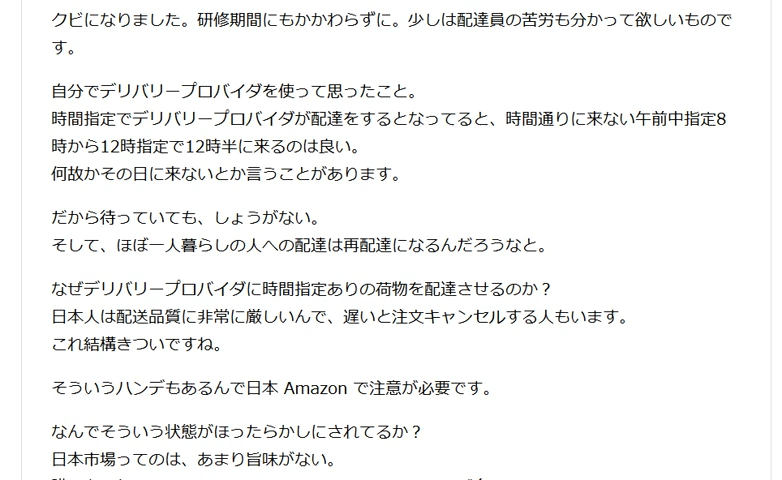 クビになりました。研修期間にもかかわらずに。少しは配達員の苦労も分かって欲しいもので
す。
自分でデリバリープロバイダを使って思ったこと。
時間指定でデリバリープロバイダが配達をするとなってると、時間通りに来ない午前中指定8
時から12時指定で12時半に来るのは良い。
何故かその日に来ないとか言うことがあります。
だから待っていても、しょうがない。
そして、ほぼ一人暮らしの人への配達は再配達になるんだろうなと。
なぜデリバリープロバイダに時間指定ありの荷物を配達させるのか？
日本人は配送品質に非常に厳しいんで、遅いと注文キャンセルする人もいます。
これ結構きついですね。
そういうハンデもあるんで日本 Amazon で注意が必要です。
なんでそういう状態がほったらかしにされてるか？
日本市場ってのは、あまり旨味がない。